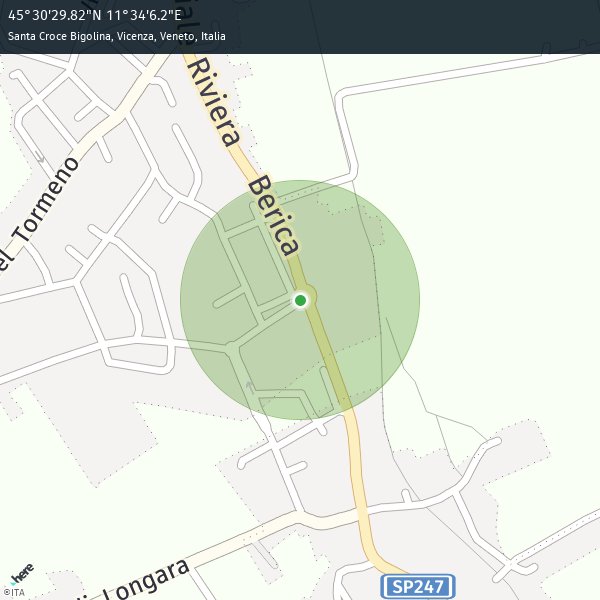 45°30'29.82"N 11°34'6.2"E
Santa Croce Bigolina, Vicenza, Veneto, Italia
Riviera
Berica
Tormeno
Longara
SP247
here
©ITA